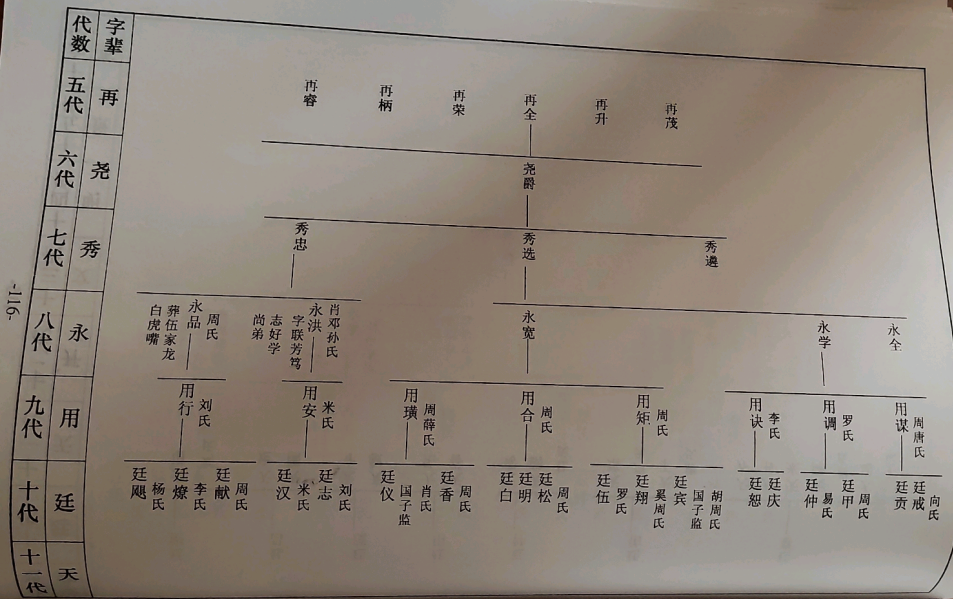 代数
字辈
五代
再
再睿
再柄
再荣
再全
再升
再茂
六代
尧
尧爵
七代
秀
秀忠
秀选
秀遴
八代
永
白虎嘴
葬伍家龙
永品
周氏
尚弟
志好学
字联芳笃
永洪
肖邓孙氏
永宽
永学
永全
九代
用
用行
刘氏
用安
米氏
用璜
周薛氏
用合
周氏
用矩
周氏
用诀
李氏
用调
罗氏
用谋
周唐氏
十代
廷
廷飓
杨氏
廷燎
李氏
廷献
周氏
廷汉
米氏
廷志
刘氏
廷仪
国子监
肖氏
廷香
周氏
廷白
廷明
廷松
周氏
廷伍
罗氏
廷翔
奚周氏
廷宾
国子监
胡周氏
廷恕
廷庆
廷仲
易氏
廷甲
周氏
廷贡
廷戒
向氏
十一代
天
-116-